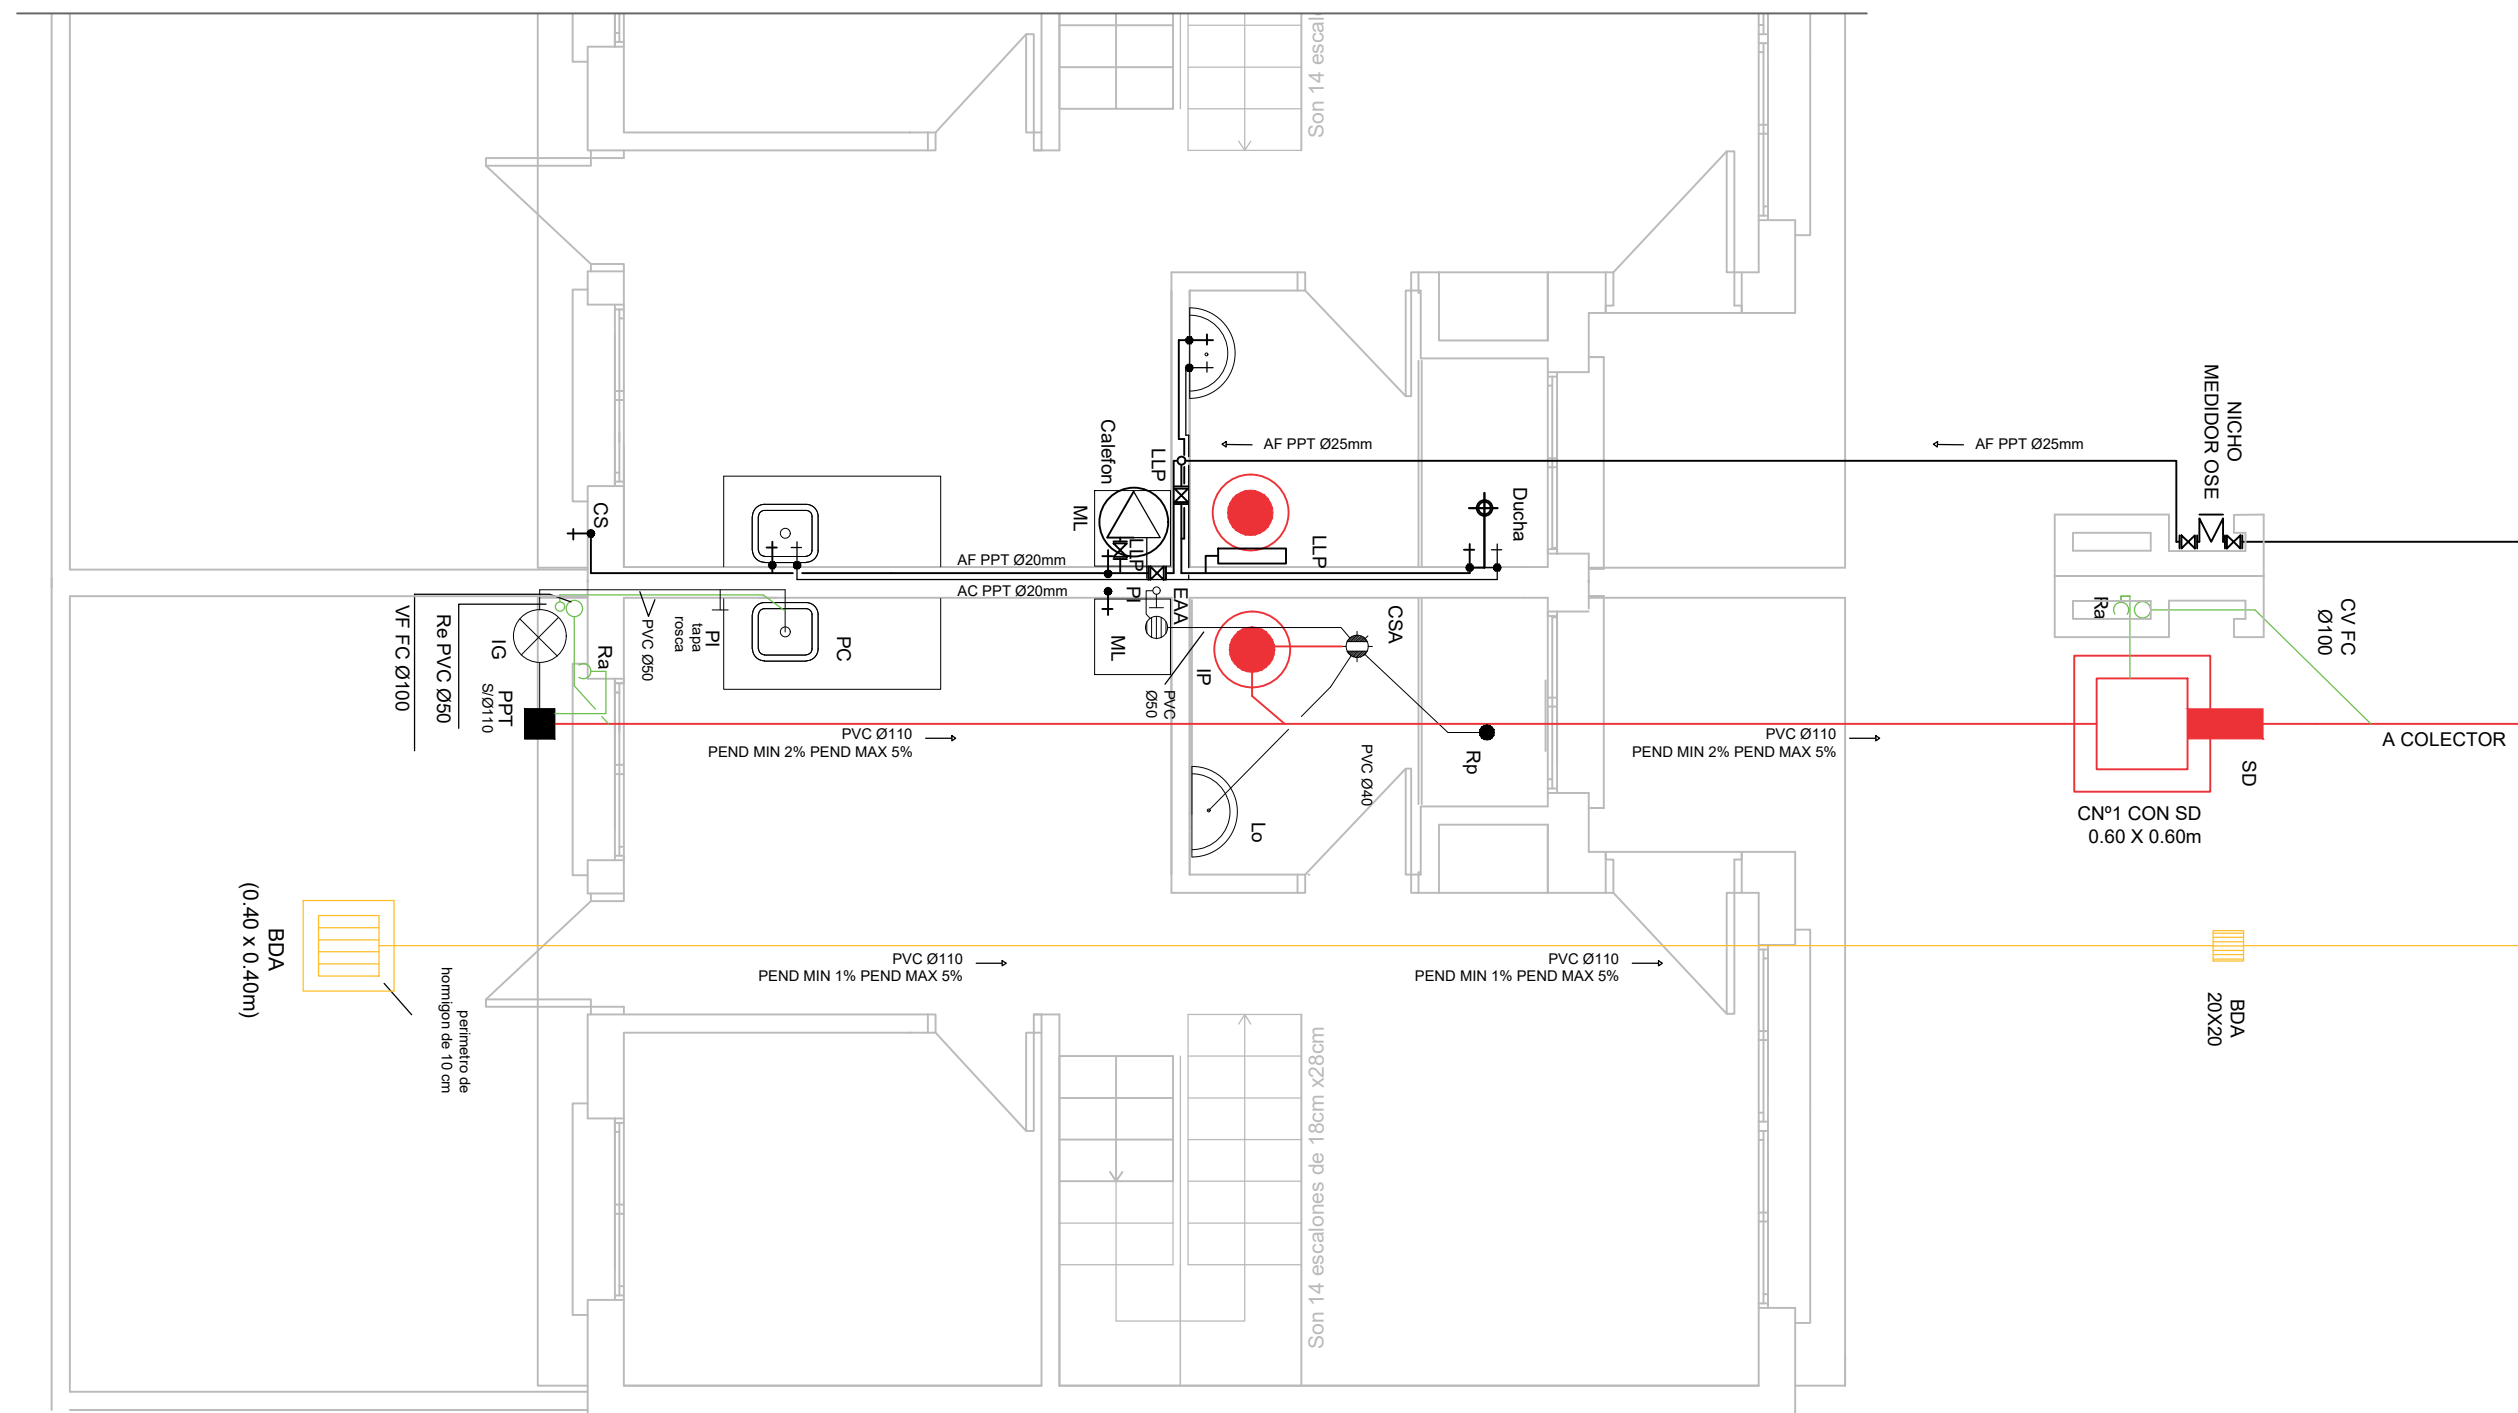 Son 14 escal
NICHO
MEDIDOR OSE
AF PPT Ø25mm
AF PPT Ø25mm
Calefon
LLP
ML
LLP
LLP
Ducha
CS
AF PPT Ø20mm
AC PPT Ø20mm
PI
EAA
ML
CSA
IP
PVC
Ø50
PC
PI
tapa
rosca
PVC Ø50
Ra
IG
PPT
S/Ø110
Re PVC Ø50
VF FC Ø100
Ra
CV FC
Ø100
PVC Ø110
PEND MIN 2% PEND MAX 5%
PVC Ø40
Rp
Lo
PVC Ø110
PEND MIN 2% PEND MAX 5%
A COLECTOR
SD
CNº1 CON SD
0.60 X 0.60m
BDA
(0.40 x 0.40m)
perimetro de
hormigon de 10 cm
PVC Ø110
PEND MIN 1% PEND MAX 5%
PVC Ø110
PEND MIN 1% PEND MAX 5%
BDA
20X20
Son 14 escalones de 18cm x28cm